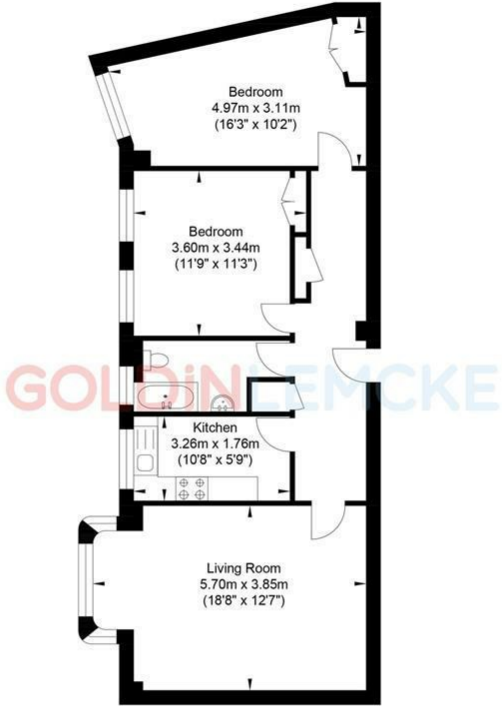 Bedroom
4.97m x 3.11m
(16'3" x 10'2")
Bedroom
3.60m x 3.44m
(11'9" x 11'3")
GOLDiNLEMCKE
Kitchen
3.26m x 1.76m
(10'8" x 5'9")
Living Room
5.70m x 3.85m
(18'8" x 12'7")